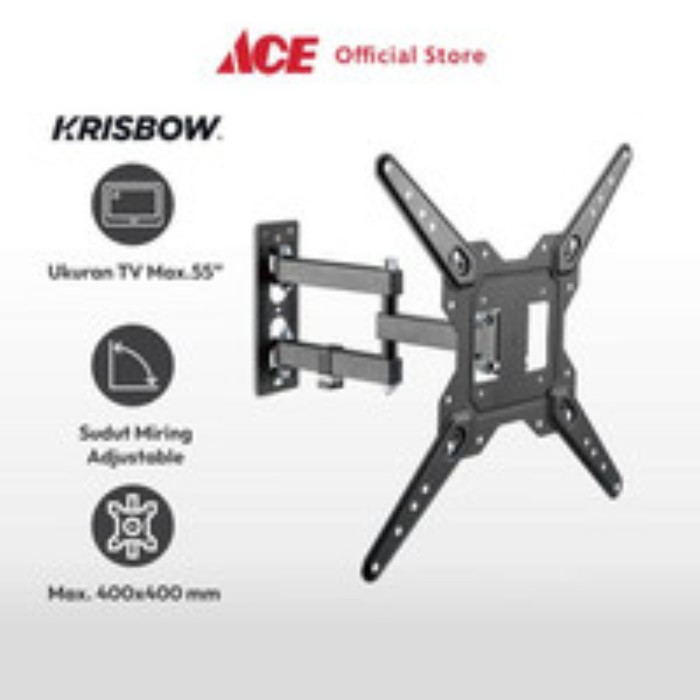 ACE Official Store
KRISBOW
Ukuran TV Max.55"
Sudut Miring
Adjustable
Max. 400x400 mm